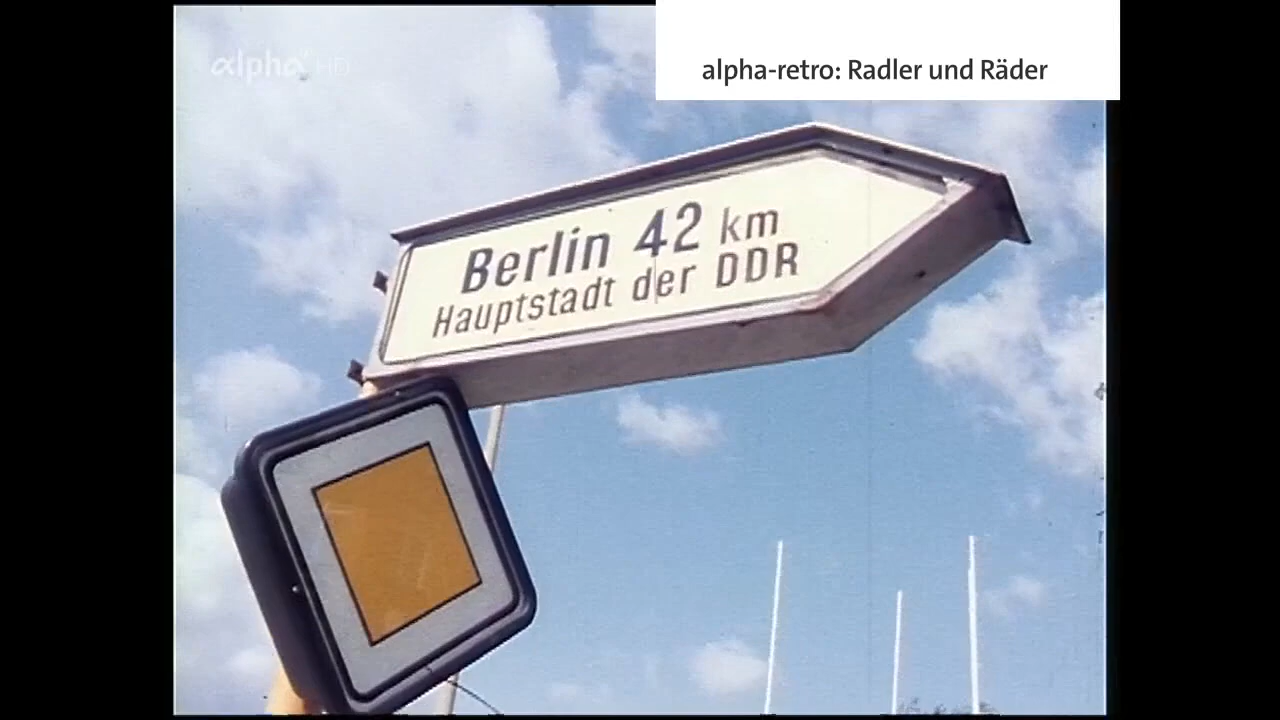 alpha HD
alpha-retro: Radler und Räder
Berlin 42 km
Hauptstadt der DDR